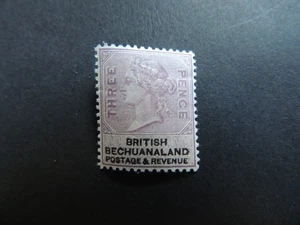 THREE PENCE
BRITISH
BECHUANALAND
POSTAGE & REVENUE